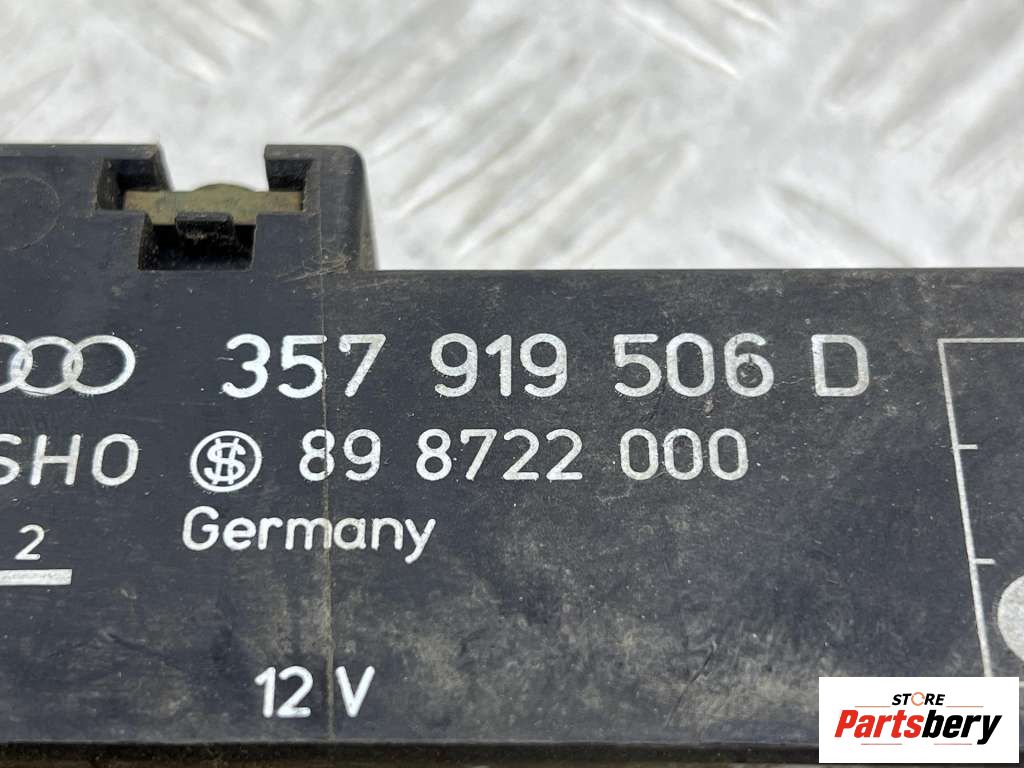 357 919 506 D
SHO 89 8722 000
Germany
2
12 V
STORE
Partsbery